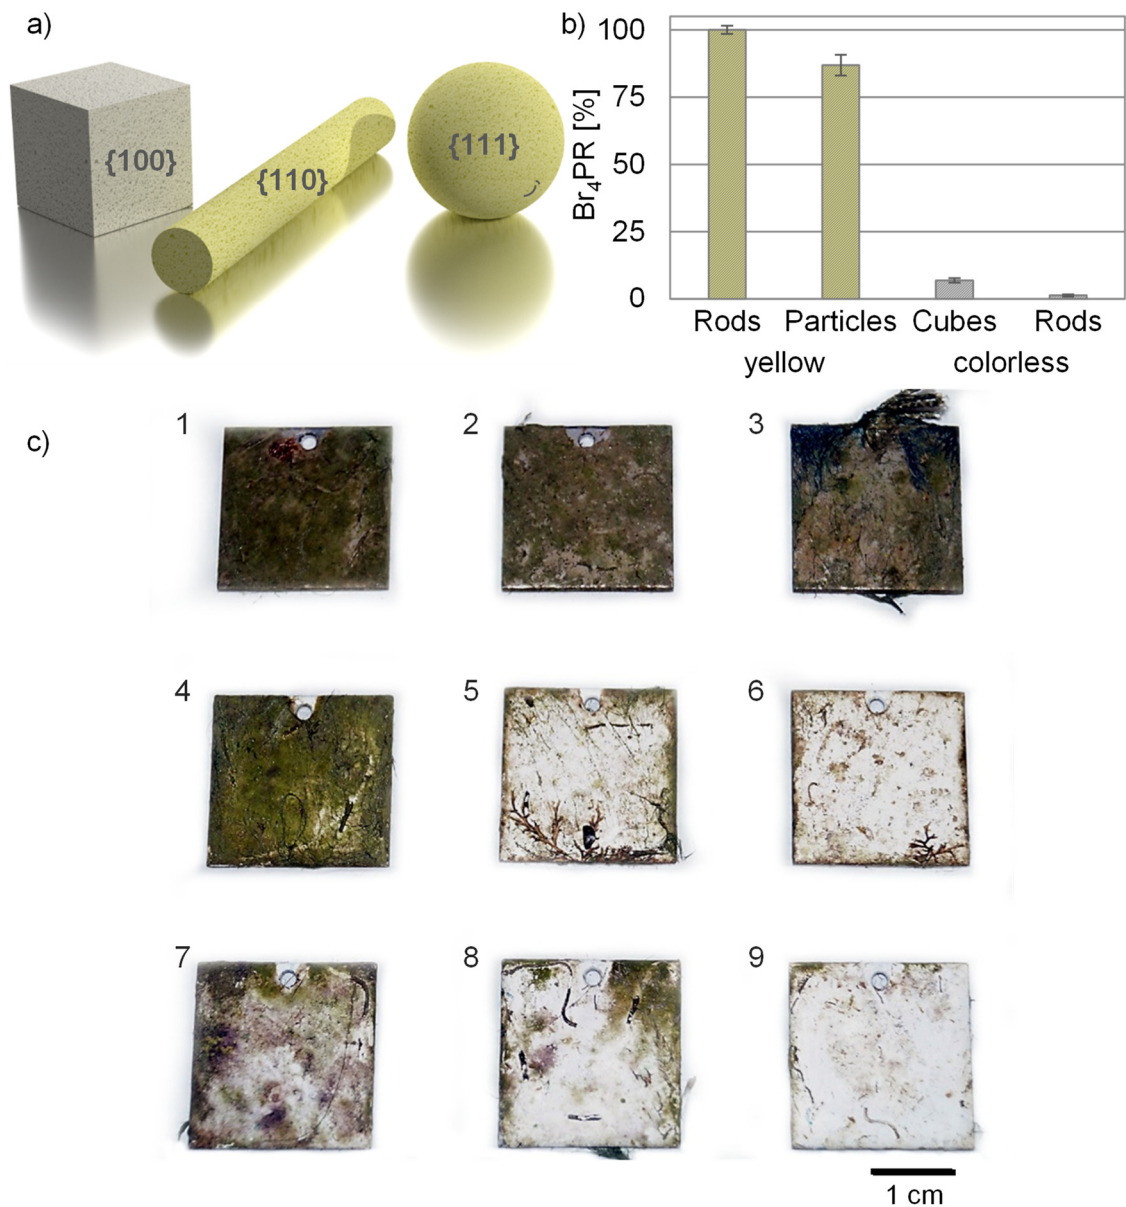 a)
{100}
{110}
{111}
b)
Br₄PR [%]
100
75
50
25
0
Rods Particles Cubes Rods
yellow colorless
c)
1 2 3
4 5 6
7 8 9
1 cm